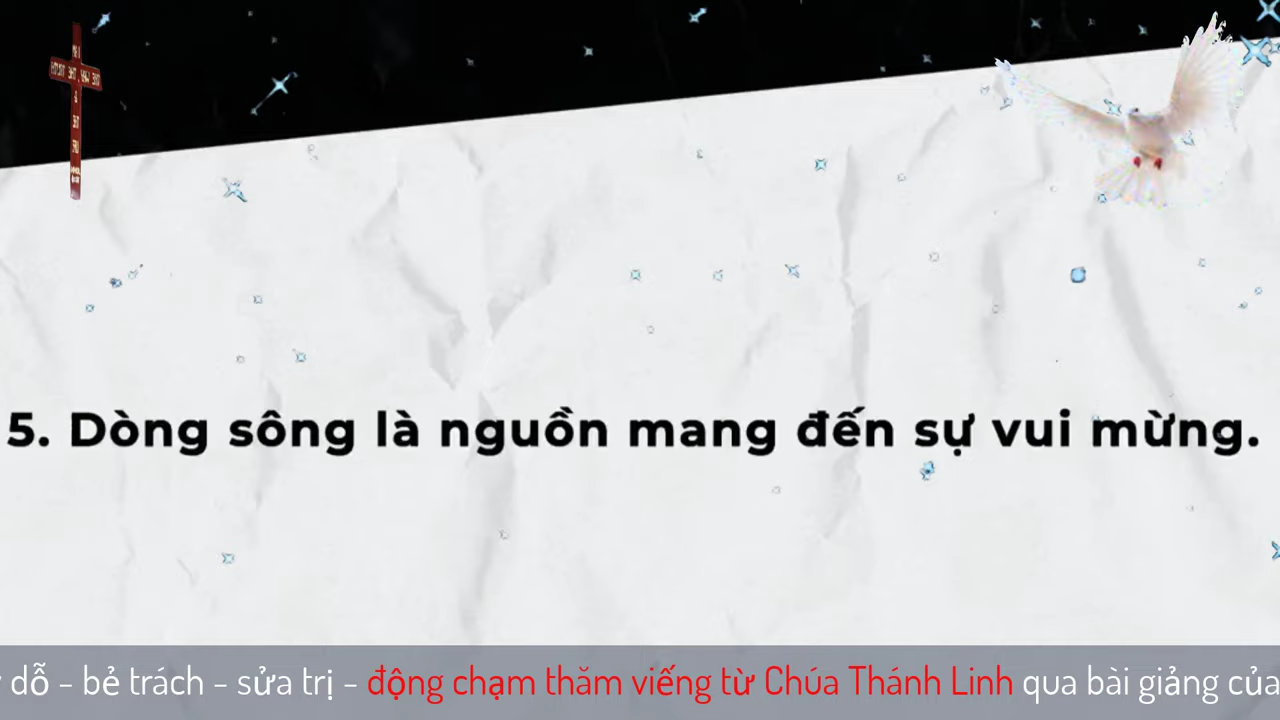 5. Dòng sông là nguồn mang đến sự vui mừng.
dỗ - bẻ trách - sửa trị - động chạm thăm viếng từ Chúa Thánh Linh qua bài giảng của